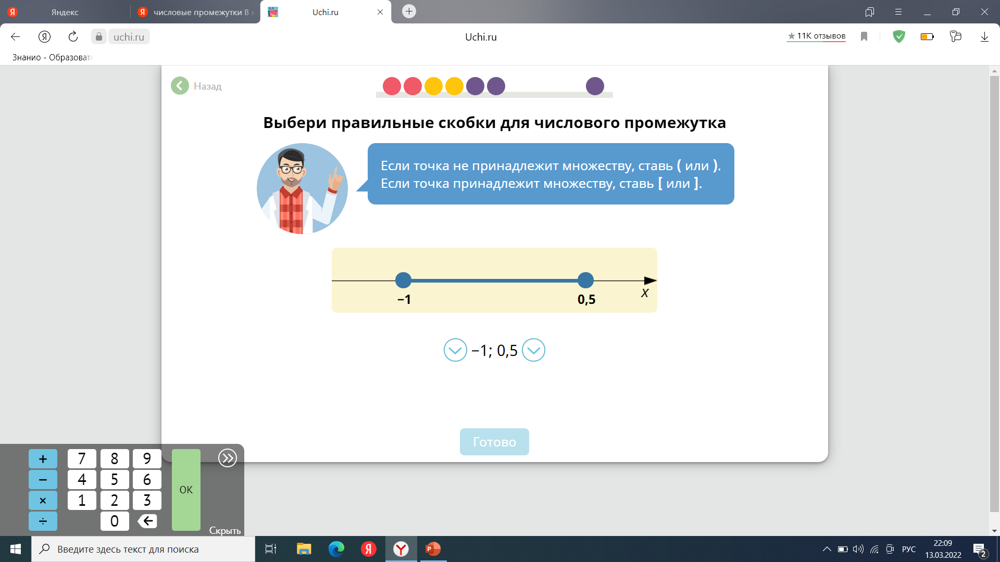 Яндекс
числовые промежутки 8
Uchi.ru
uchi.ru
Uchi.ru
★ 11K отзывов
Знанио - Образоват
Назад
Выбери правильные скобки для числового промежутка
Если точка не принадлежит множеству, ставь ( или ).
Если точка принадлежит множеству, ставь [ или ].
−1
0,5
X
−1; 0,5
Готово
+ 7 8 9
− 4 5 6
× 1 2 3
÷ 0
OK
Скрыть
Введите здесь текст для поиска
РУС
22:09
13.03.2022
2